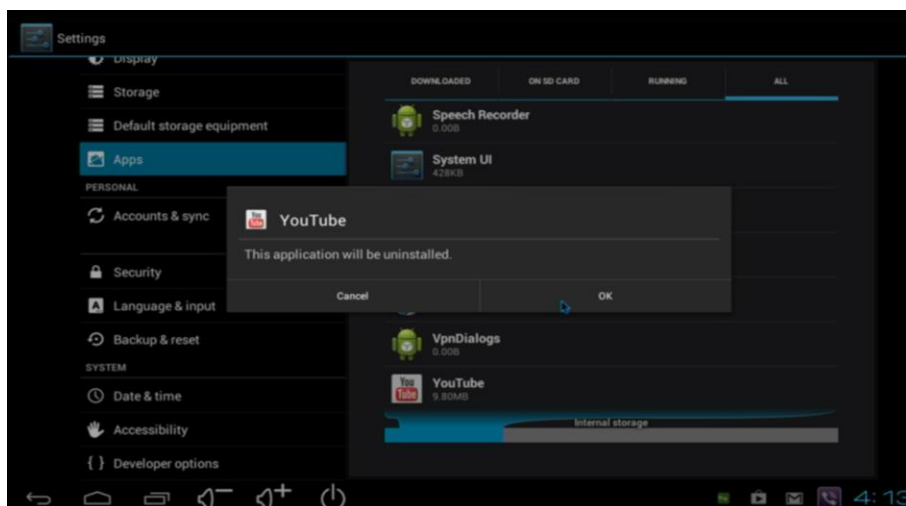 Settings
Display
Storage
Default storage equipment
Apps
PERSONAL
Accounts & sync
Security
Language & input
Backup & reset
SYSTEM
Date & time
Accessibility
{ } Developer options
DOWNLOADED
ON SD CARD
RUNNING
ALL
Speech Recorder
0.00B
System UI
428KB
YouTube
This application will be uninstalled.
Cancel
OK
VpnDialogs
0.00B
YouTube
9.80MB
Internal storage
4:13